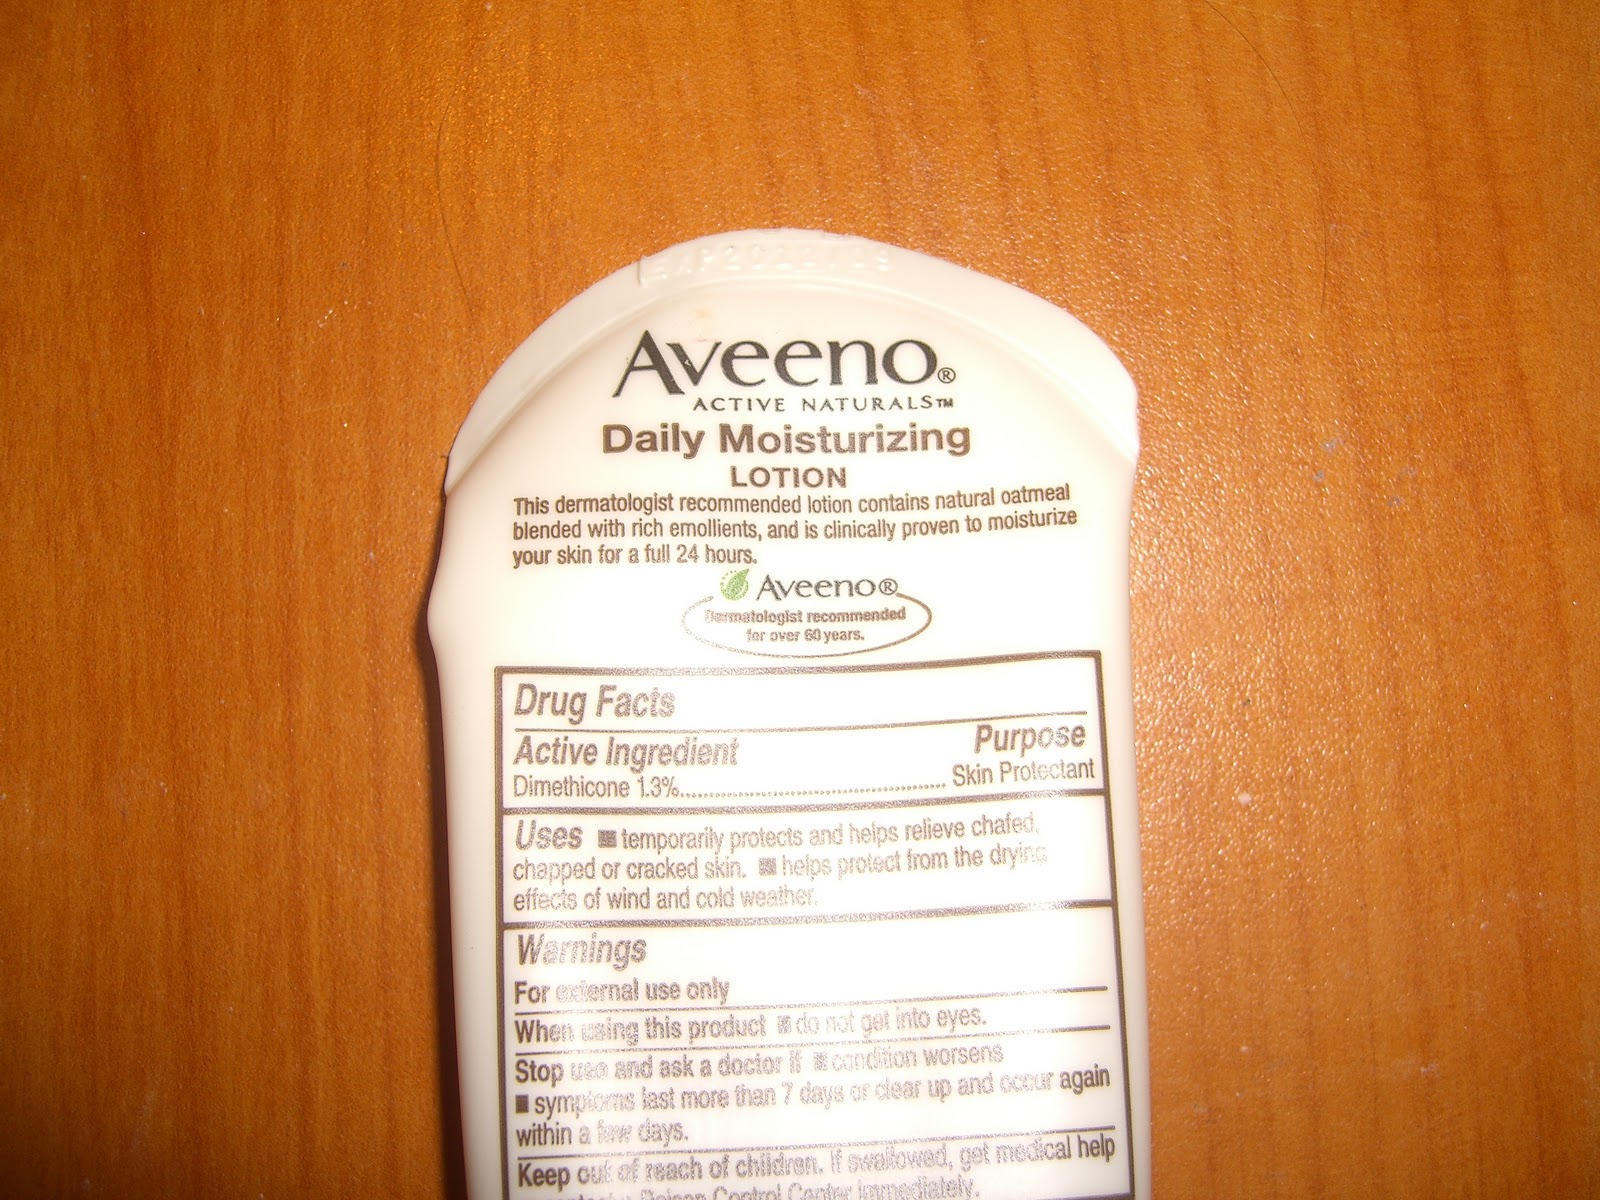 EXP2013/08
Aveeno®
ACTIVE NATURALS™
Daily Moisturizing
LOTION
This dermatologist recommended lotion contains natural oatmeal
blended with rich emollients, and is clinically proven to moisturize
your skin for a full 24 hours.
Aveeno®
Dermatologist recommended
for over 60 years.
Drug Facts
Active Ingredient Purpose
Dimethicone 1.3%.......................................... Skin Protectant
Uses ■ temporarily protects and helps relieve chafed,
chapped or cracked skin. ■ helps protect from the drying
effects of wind and cold weather.
Warnings
For external use only
When using this product ■ do not get into eyes.
Stop use and ask a doctor if ■ condition worsens
■ symptoms last more than 7 days or clear up and occur again
within a few days.
Keep out of reach of children. If swallowed, get medical help
Poison Control Center immediately.